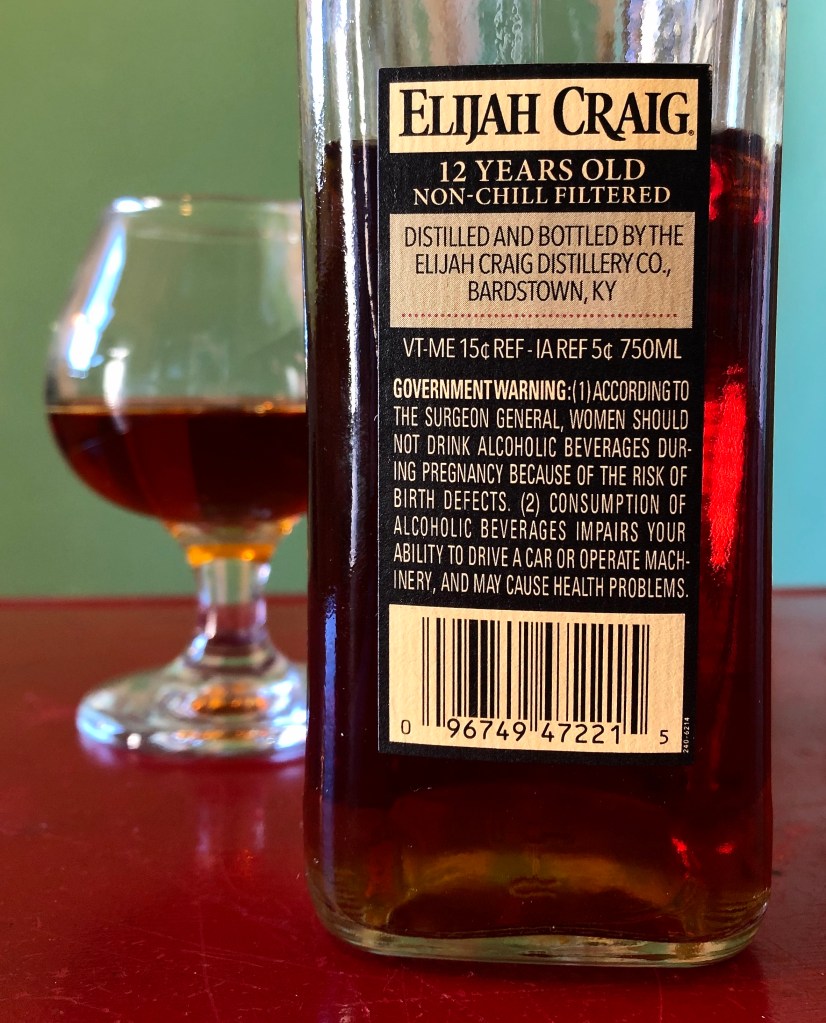 ELIJAH CRAIG®
12 YEARS OLD
NON-CHILL FILTERED
DISTILLED AND BOTTLED BY THE
ELIJAH CRAIG DISTILLERY CO.,
BARDSTOWN, KY
VT-ME 15¢ REF - IA REF 5¢ 750ML
GOVERNMENT WARNING: (1) ACCORDING TO
THE SURGEON GENERAL, WOMEN SHOULD
NOT DRINK ALCOHOLIC BEVERAGES DUR-
ING PREGNANCY BECAUSE OF THE RISK OF
BIRTH DEFECTS. (2) CONSUMPTION OF
ALCOHOLIC BEVERAGES IMPAIRS YOUR
ABILITY TO DRIVE A CAR OR OPERATE MACH-
INERY, AND MAY CAUSE HEALTH PROBLEMS.
0 96749 47221 5
240-6214